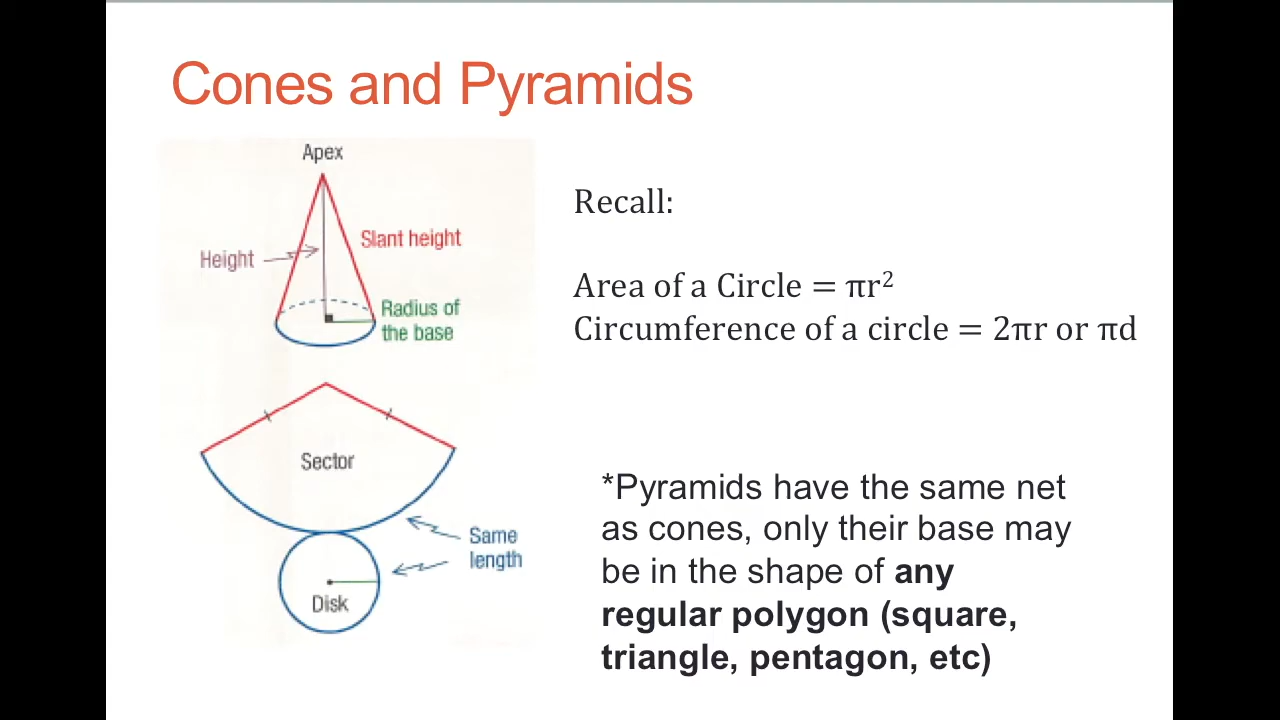 Cones and Pyramids
Apex
Height
Slant height
Radius of
the base
Sector
Same
length
Disk
Recall:
Area of a Circle = πr²
Circumference of a circle = 2πr or πd
*Pyramids have the same net
as cones, only their base may
be in the shape of any
regular polygon (square,
triangle, pentagon, etc)